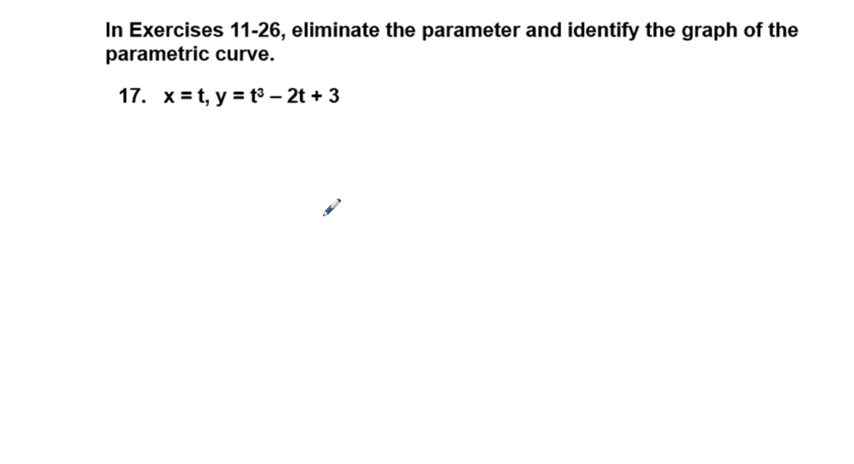 In Exercises 11-26, eliminate the parameter and identify the graph of the
parametric curve.
17. x = t, y = t³ – 2t + 3